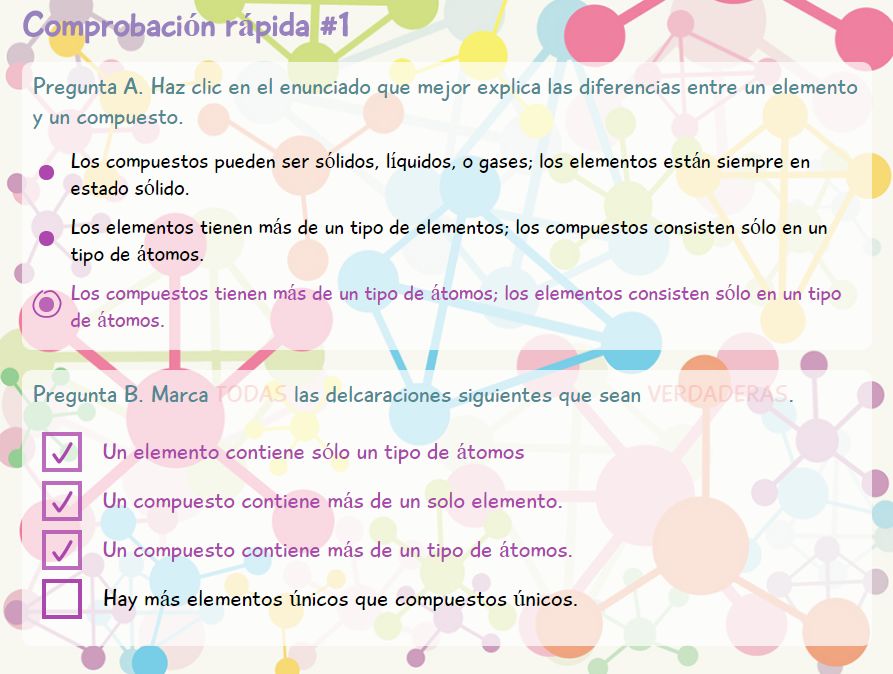 Comprobación rápida #1
Pregunta A. Haz clic en el enunciado que mejor explica las diferencias entre un elemento
y un compuesto.
Los compuestos pueden ser sólidos, líquidos, o gases; los elementos están siempre en
estado sólido.
Los elementos tienen más de un tipo de elementos; los compuestos consisten sólo en un
tipo de átomos.
Los compuestos tienen más de un tipo de átomos; los elementos consisten sólo en un tipo
de átomos.
Pregunta B. Marca TODAS las delcaraciones siguientes que sean VERDADERAS.
Un elemento contiene sólo un tipo de átomos
Un compuesto contiene más de un solo elemento.
Un compuesto contiene más de un tipo de átomos.
Hay más elementos únicos que compuestos únicos.